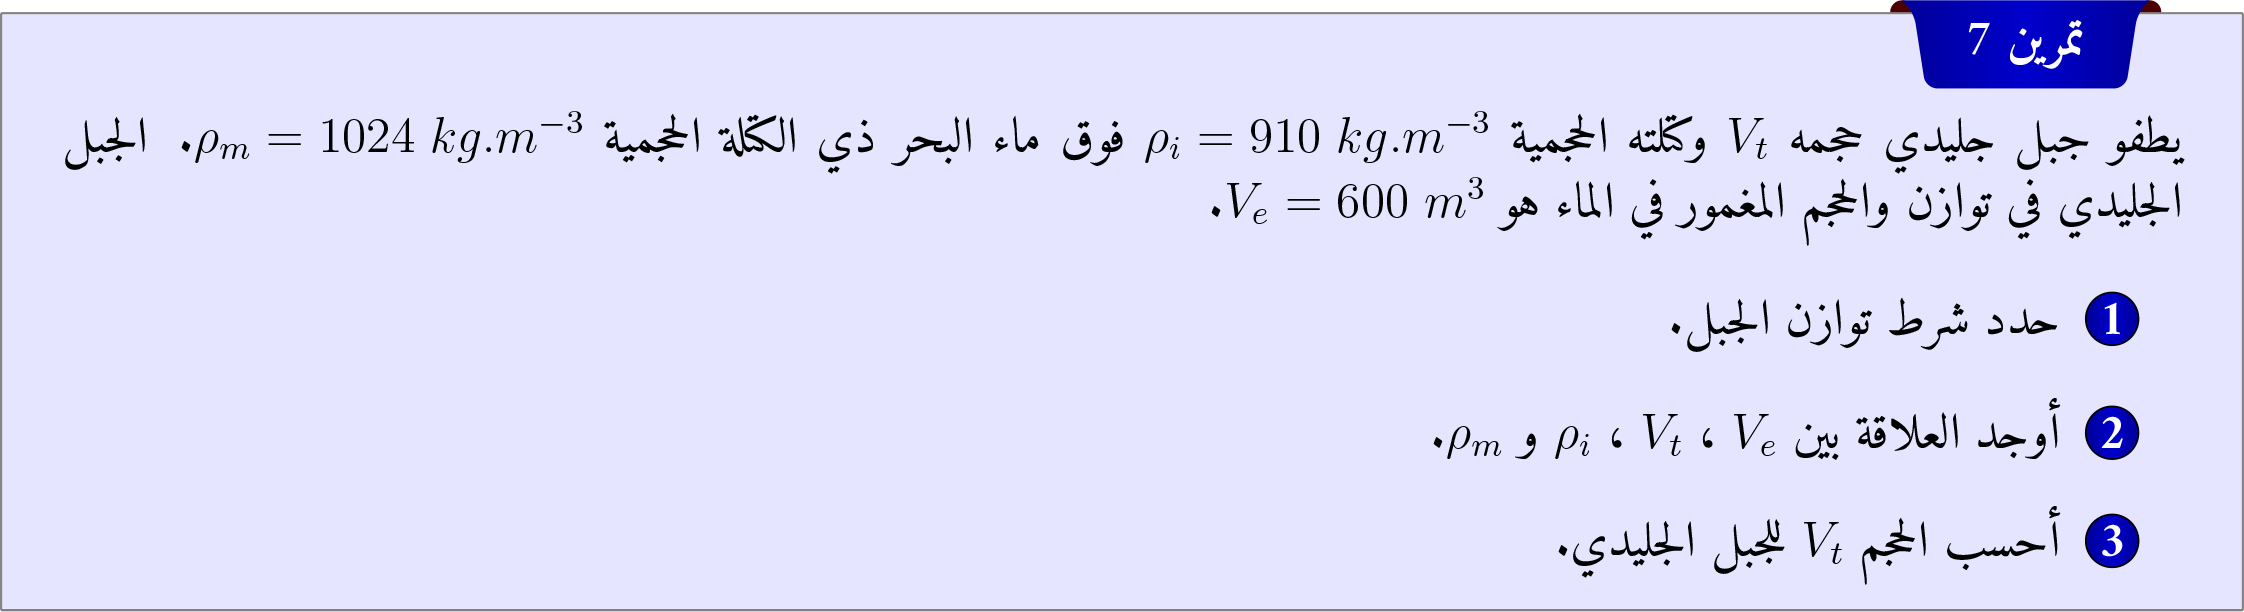 تمرين 7
يطفو جبل جليدي حجمه $V_t$ وكتلته الحجمية $\rho_i = 910\ kg.m^{-3}$ فوق ماء البحر ذي الكتلة الحجمية $\rho_m = 1024\ kg.m^{-3}$. الجبل
الجليدي في توازن والحجم المغمور في الماء هو $V_e = 600\ m^3$.
1 حدد شرط توازن الجبل.
2 أوجد العلاقة بين $V_e$ ، $V_t$ ، $\rho_i$ و $\rho_m$.
3 أحسب الحجم $V_t$ للجبل الجليدي.